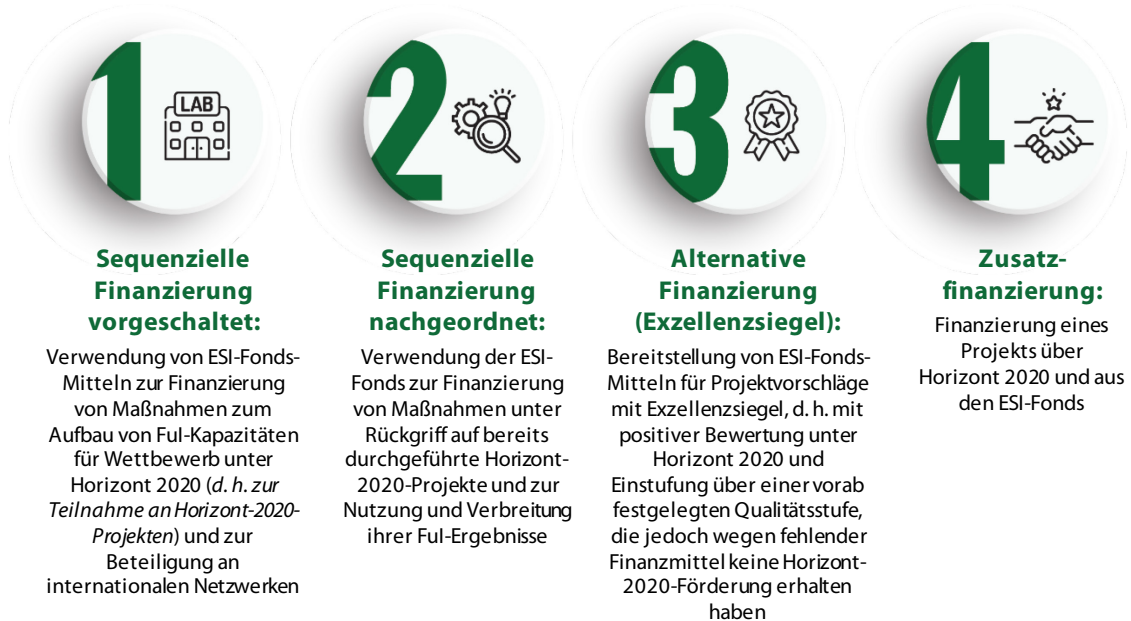 1
LAB
Sequenzielle
Finanzierung
vorgeschaltet:
Verwendung von ESI-Fonds-
Mitteln zur Finanzierung
von Maßnahmen zum
Aufbau von FuI-Kapazitäten
für Wettbewerb unter
Horizont 2020 (d. h. zur
Teilnahme an Horizont-2020-
Projekten) und zur
Beteiligung an
internationalen Netzwerken
2
Sequenzielle
Finanzierung
nachgeordnet:
Verwendung der ESI-
Fonds zur Finanzierung
von Maßnahmen unter
Rückgriff auf bereits
durchgeführte Horizont-
2020-Projekte und zur
Nutzung und Verbreitung
ihrer FuI-Ergebnisse
3
Alternative
Finanzierung
(Exzellenzsiegel):
Bereitstellung von ESI-Fonds-
Mitteln für Projektvorschläge
mit Exzellenzsiegel, d. h. mit
positiver Bewertung unter
Horizont 2020 und
Einstufung über einer vorab
festgelegten Qualitätsstufe,
die jedoch wegen fehlender
Finanzmittel keine Horizont-
2020-Förderung erhalten
haben
4
Zusatz-
finanzierung:
Finanzierung eines
Projekts über
Horizont 2020 und aus
den ESI-Fonds